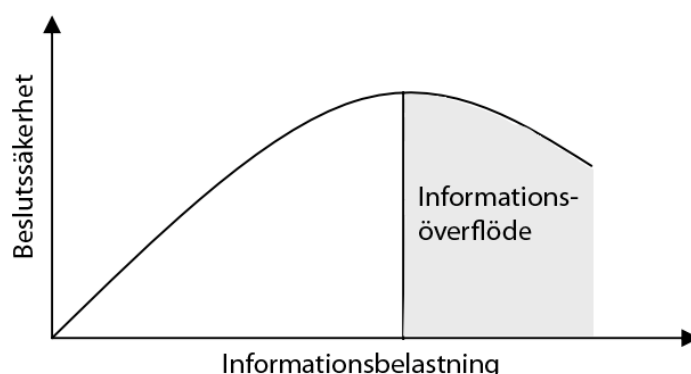 Beslutssäkerhet
Informations-
överflöde
Informationsbelastning